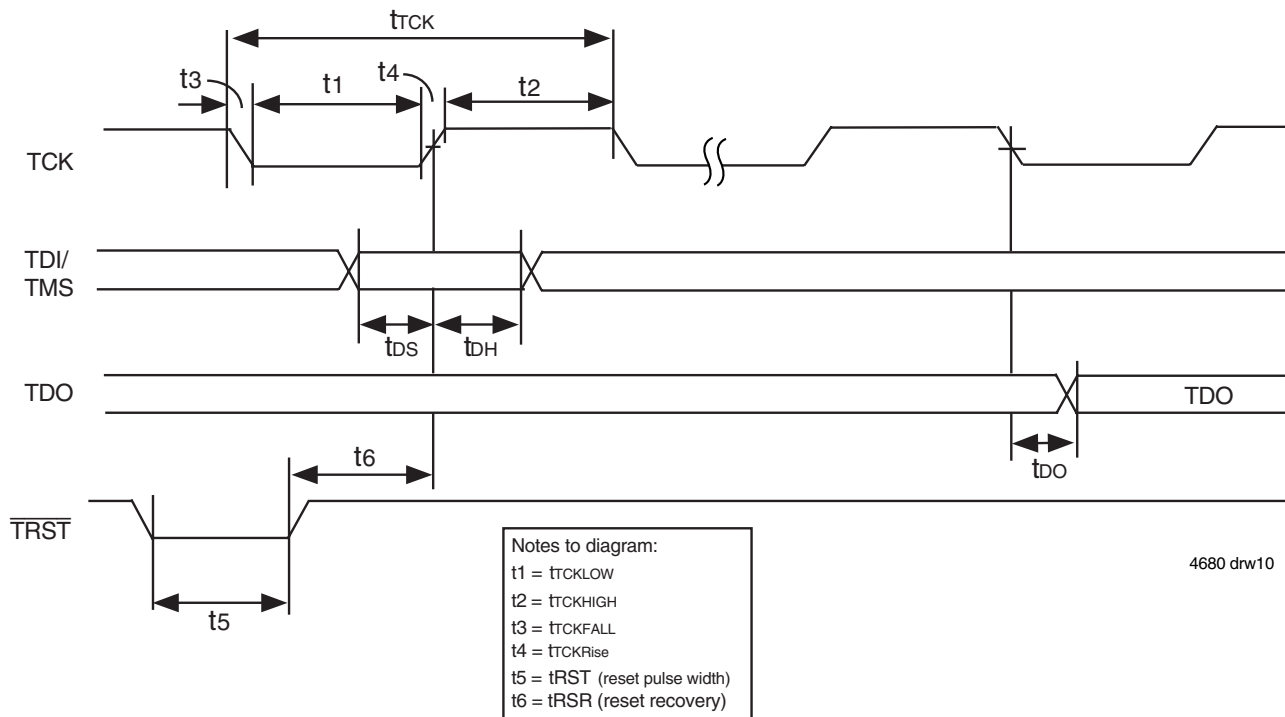 tTCK
t3
t1
t4
t2
TCK
TDI/
TMS
tDS
tDH
TDO
TDO
tDO
t6
TRST
t5
Notes to diagram:
t1 = tTCKLOW
t2 = tTCKHIGH
t3 = tTCKFALL
t4 = tTCKRise
t5 = tRST (reset pulse width)
t6 = tRSR (reset recovery)
4680 drw10